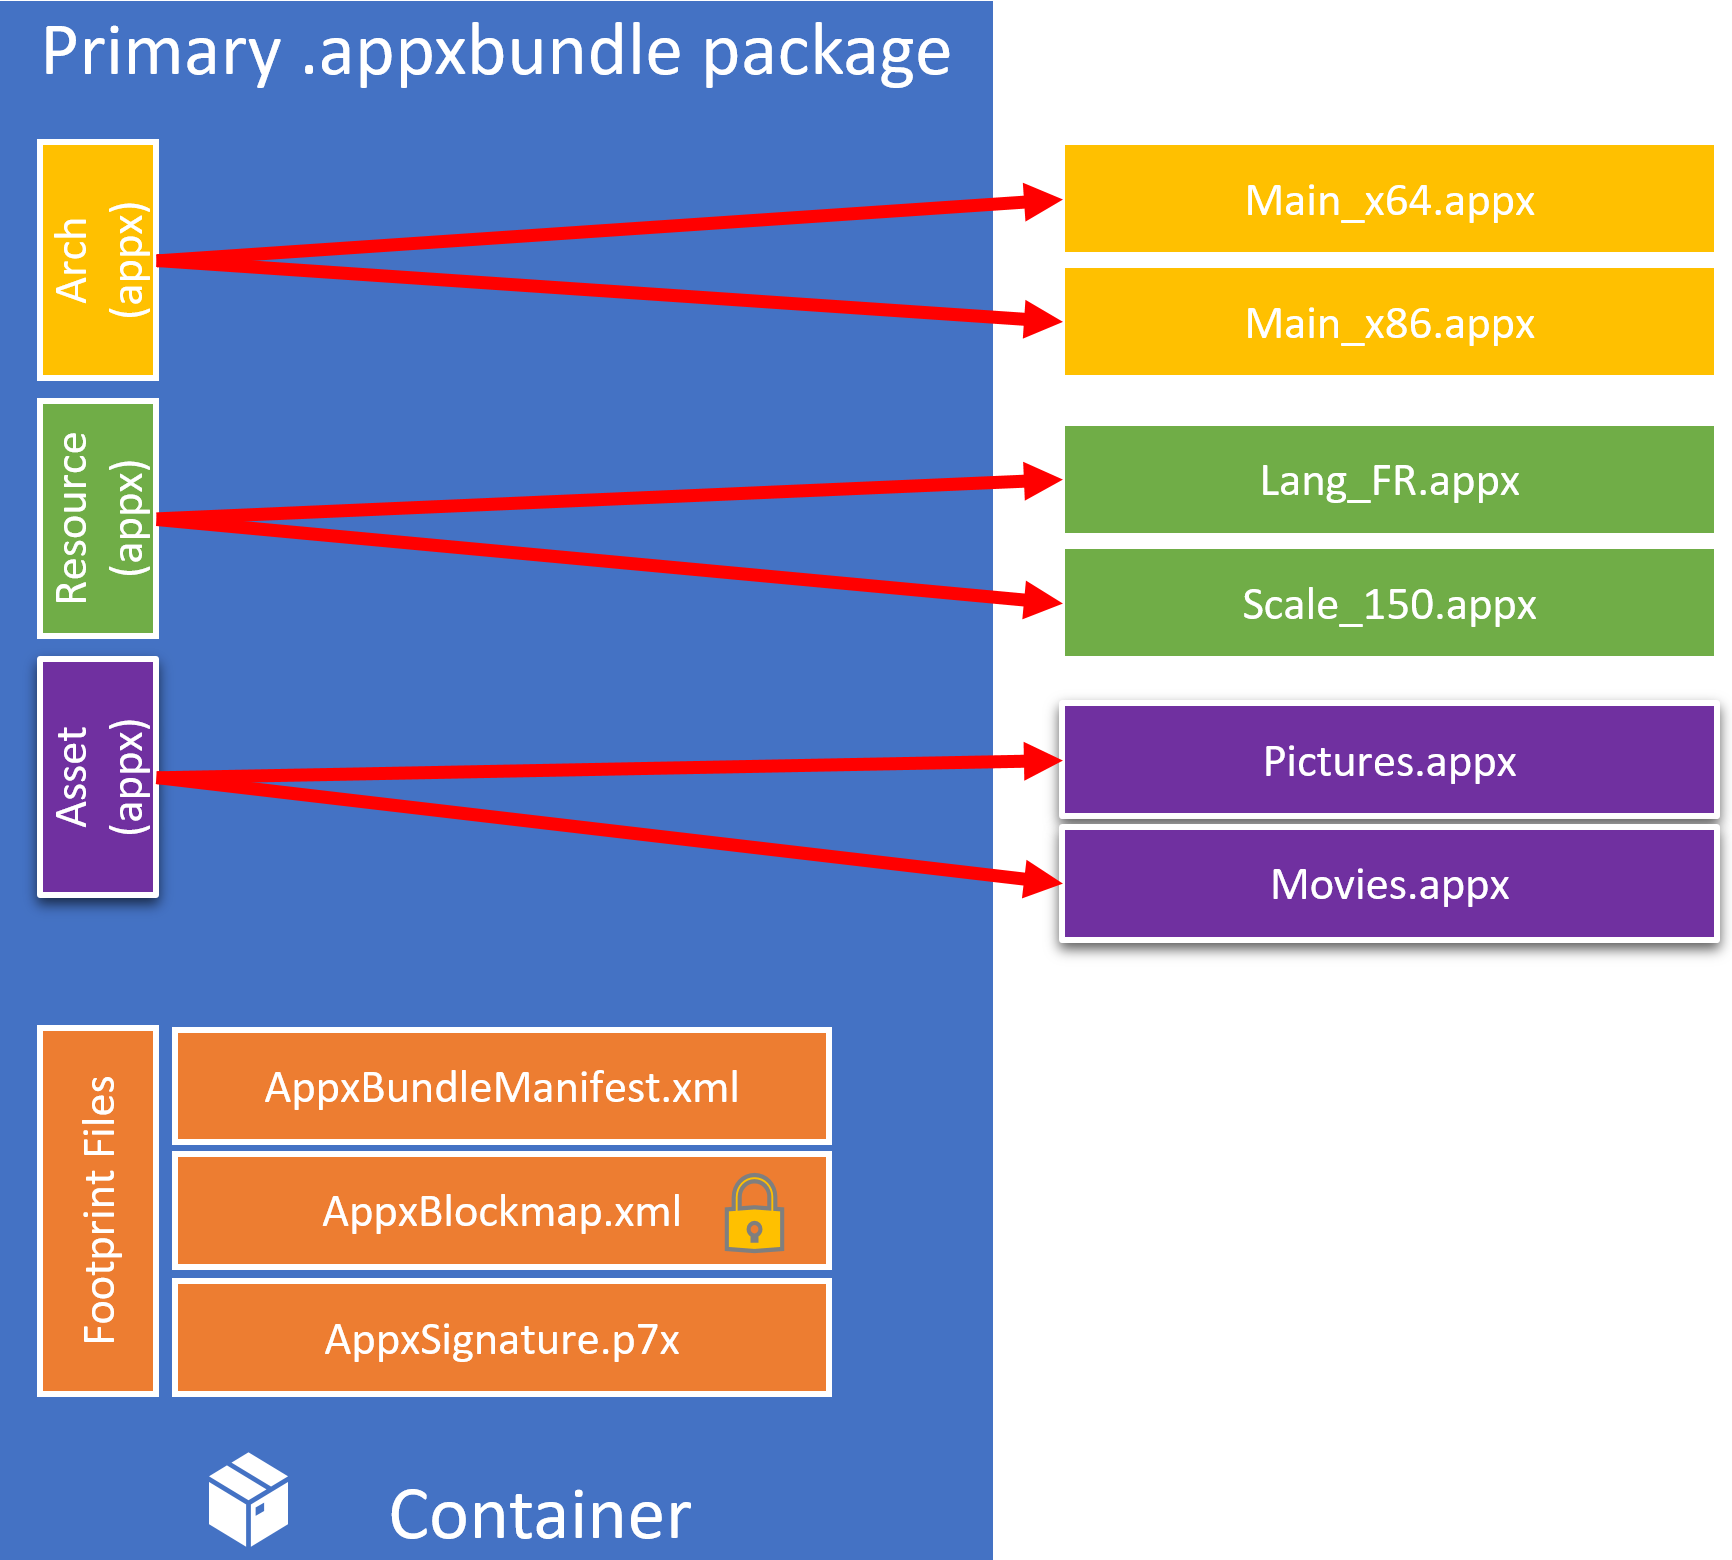 Primary .appxbundle package
Arch
(appx)
Main_x64.appx
Main_x86.appx
Resource
(appx)
Lang_FR.appx
Scale_150.appx
Asset
(appx)
Pictures.appx
Movies.appx
Footprint Files
AppxBundleManifest.xml
AppxBlockmap.xml
AppxSignature.p7x
Container